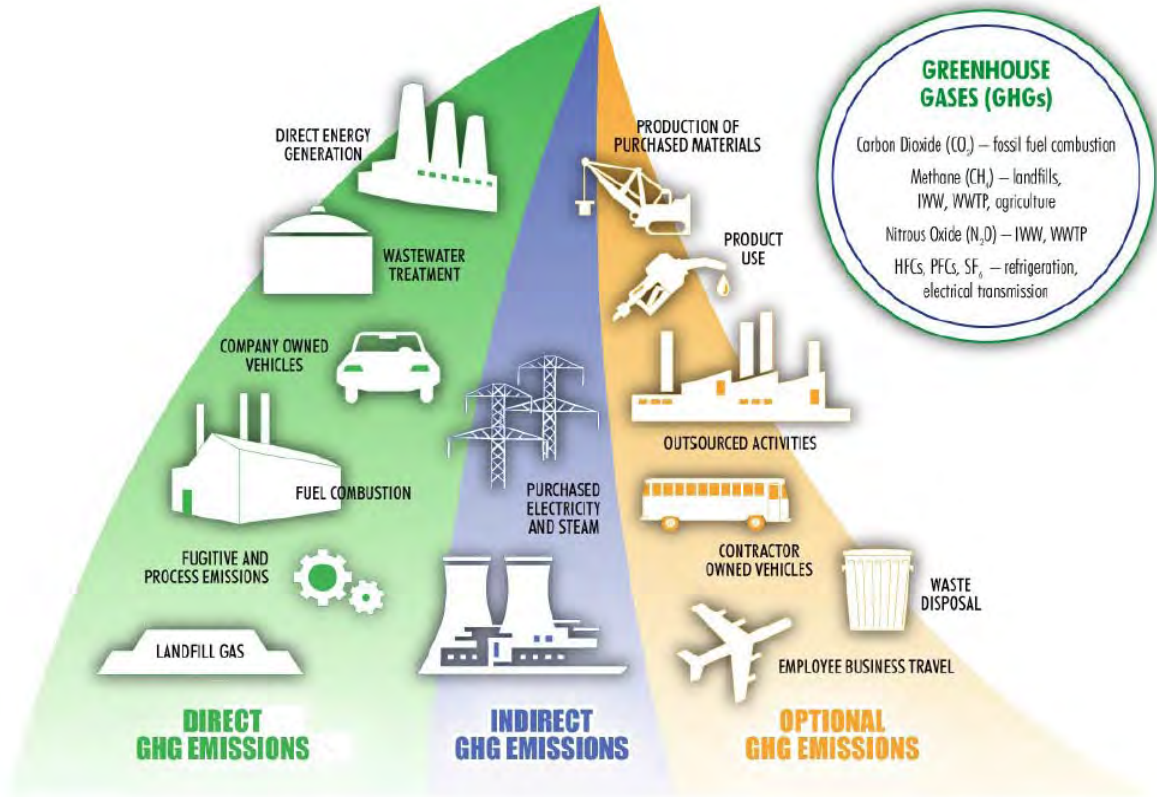 DIRECT ENERGY
GENERATION
WASTEWATER
TREATMENT
COMPANY OWNED
VEHICLES
FUEL COMBUSTION
FUGITIVE AND
PROCESS EMISSIONS
LANDFILL GAS
DIRECT
GHG EMISSIONS
PURCHASED
ELECTRICITY
AND STEAM
INDIRECT
GHG EMISSIONS
PRODUCTION OF
PURCHASED MATERIALS
PRODUCT
USE
OUTSOURCED ACTIVITIES
CONTRACTOR
OWNED VEHICLES
WASTE
DISPOSAL
EMPLOYEE BUSINESS TRAVEL
OPTIONAL
GHG EMISSIONS
GREENHOUSE
GASES (GHGs)
Carbon Dioxide (CO₂) – fossil fuel combustion
Methane (CH₄) – landfills,
IWW, WWTP, agriculture
Nitrous Oxide (N₂O) – IWW, WWTP
HFCs, PFCs, SF₆ – refrigeration,
electrical transmission